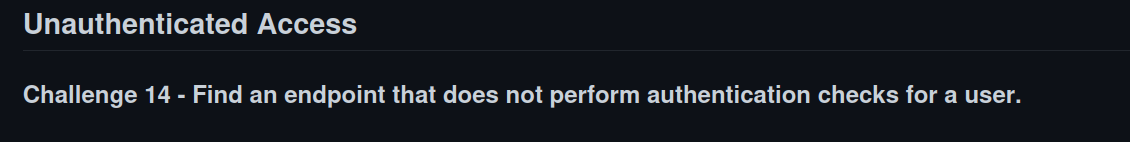 Unauthenticated Access
Challenge 14 - Find an endpoint that does not perform authentication checks for a user.